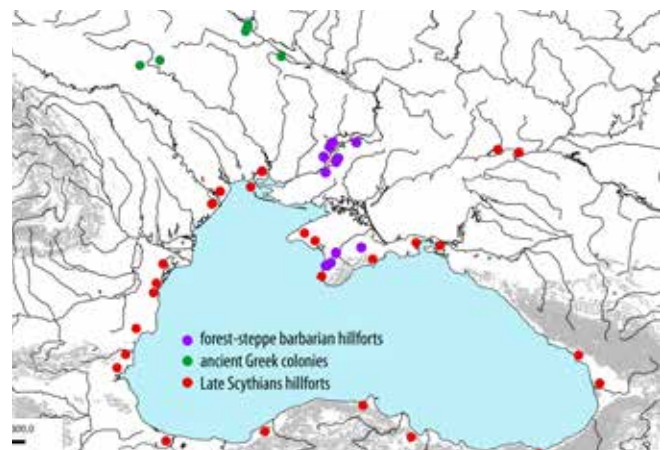 forest-steppe barbarian hillforts
ancient Greek colonies
Late Scythians hillforts